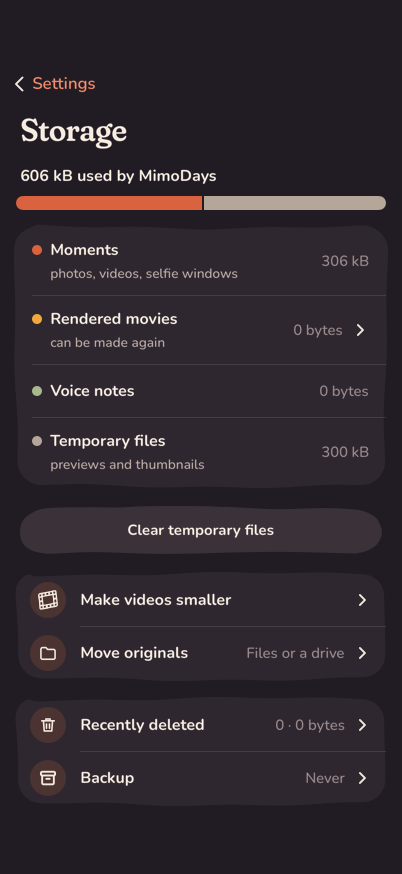 Settings
Storage
606 kB used by MimoDays
Moments
photos, videos, selfie windows
306 kB
Rendered movies
can be made again
0 bytes
Voice notes
0 bytes
Temporary files
previews and thumbnails
300 kB
Clear temporary files
Make videos smaller
Move originals
Files or a drive
Recently deleted
0 · 0 bytes
Backup
Never